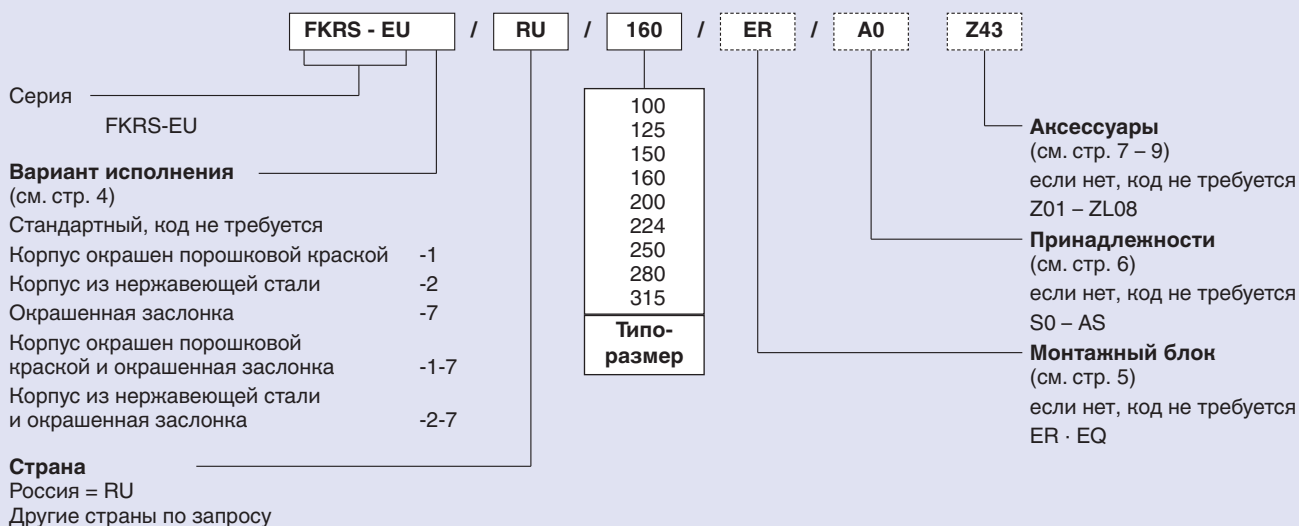 FKRS - EU / RU / 160 / ER / A0 Z43
Серия
FKRS-EU
Вариант исполнения
(см. стр. 4)
Стандартный, код не требуется
Корпус окрашен порошковой краской -1
Корпус из нержавеющей стали -2
Окрашенная заслонка -7
Корпус окрашен порошковой
краской и окрашенная заслонка -1-7
Корпус из нержавеющей стали
и окрашенная заслонка -2-7
Страна
Россия = RU
Другие страны по запросу
100
125
150
160
200
224
250
280
315
Типо-
размер
Аксессуары
(см. стр. 7 – 9)
если нет, код не требуется
Z01 – ZL08
Принадлежности
(см. стр. 6)
если нет, код не требуется
S0 – AS
Монтажный блок
(см. стр. 5)
если нет, код не требуется
ER · EQ